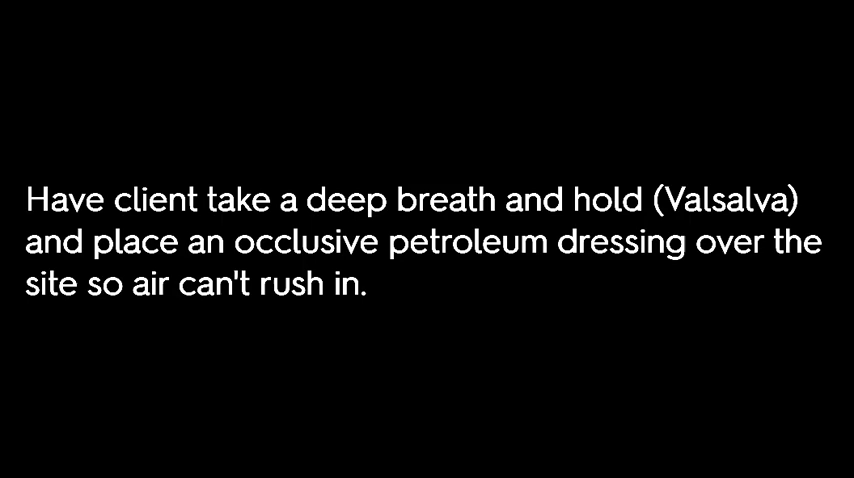 Have client take a deep breath and hold (Valsalva)
and place an occlusive petroleum dressing over the
site so air can't rush in.